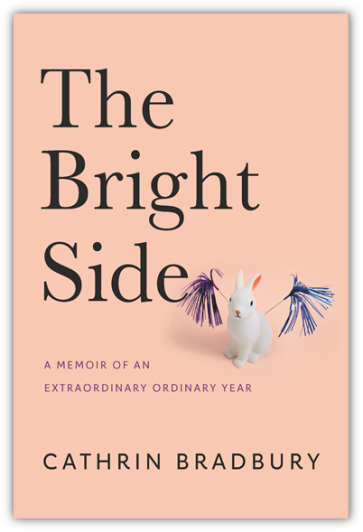 The
Bright
Side
A MEMOIR OF AN
EXTRAORDINARY ORDINARY YEAR
CATHRIN BRADBURY